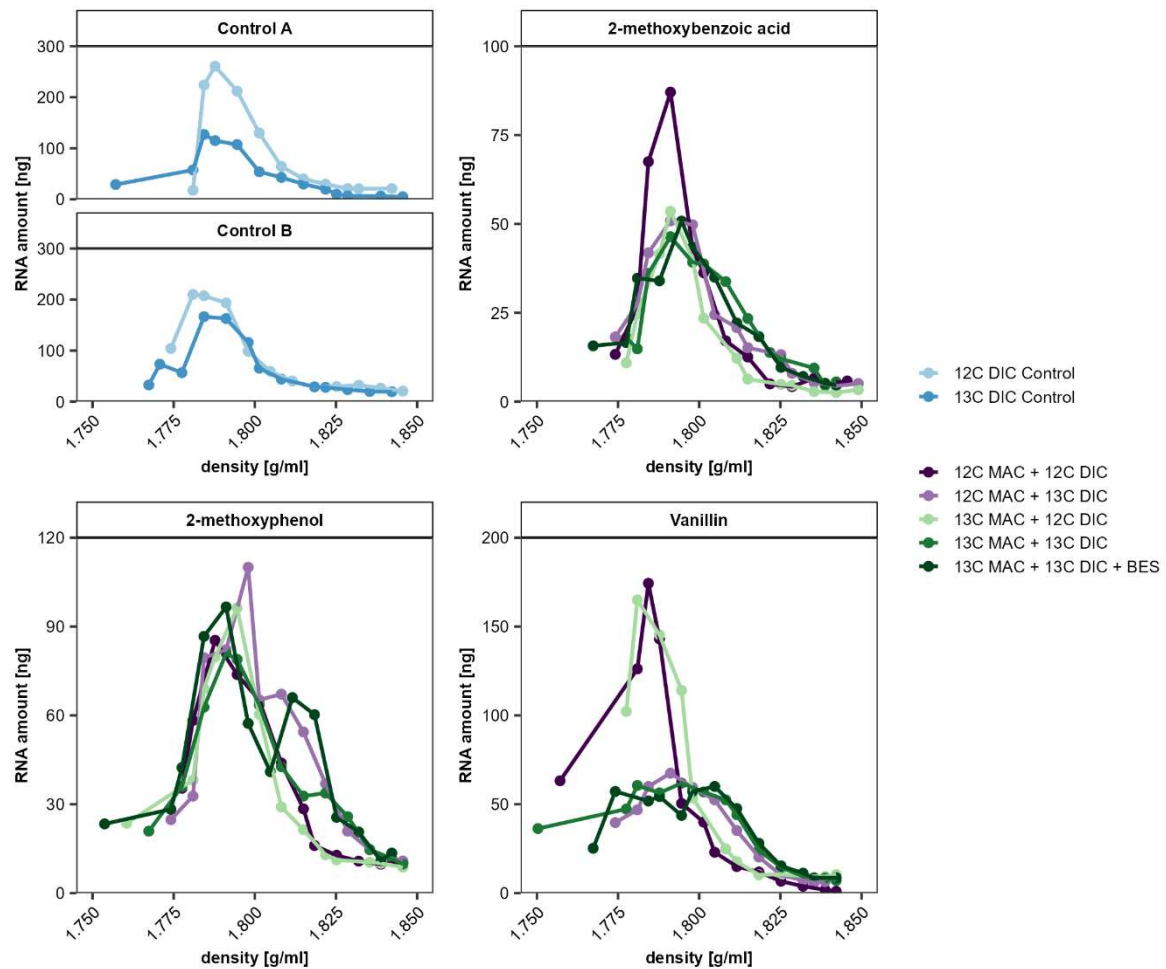 Control A
300
200
100
0
Control B
300
200
100
0
RNA amount [ng]
RNA amount [ng]
1.750
1.775
1.800
1.825
1.850
density [g/ml]
2-methoxybenzoic acid
100
75
50
25
0
RNA amount [ng]
1.750
1.775
1.800
1.825
1.850
density [g/ml]
12C DIC Control
13C DIC Control
12C MAC + 12C DIC
12C MAC + 13C DIC
13C MAC + 12C DIC
13C MAC + 13C DIC
13C MAC + 13C DIC + BES
2-methoxyphenol
120
90
60
30
0
RNA amount [ng]
1.750
1.775
1.800
1.825
1.850
density [g/ml]
Vanillin
200
150
100
50
0
RNA amount [ng]
1.750
1.775
1.800
1.825
1.850
density [g/ml]